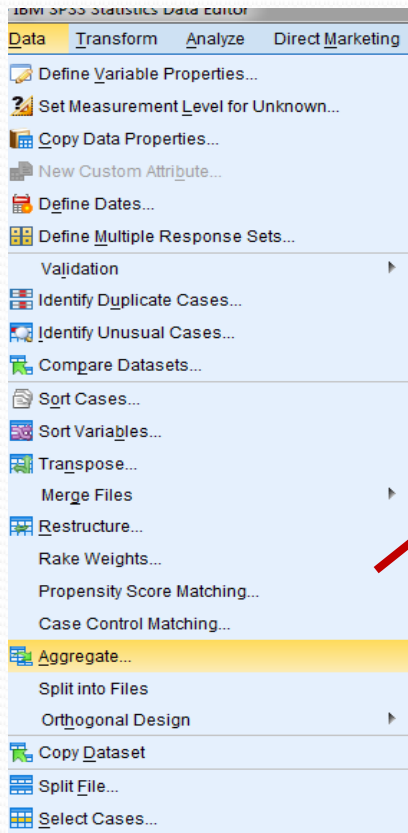 IBM SPSS Statistics Data Editor
Data Transform Analyze Direct Marketing
Define Variable Properties...
Set Measurement Level for Unknown...
Copy Data Properties...
New Custom Attribute...
Define Dates...
Define Multiple Response Sets...
Validation
Identify Duplicate Cases...
Identify Unusual Cases...
Compare Datasets...
Sort Cases...
Sort Variables...
Transpose...
Merge Files
Restructure...
Rake Weights...
Propensity Score Matching...
Case Control Matching...
Aggregate...
Split into Files
Orthogonal Design
Copy Dataset
Split File...
Select Cases...